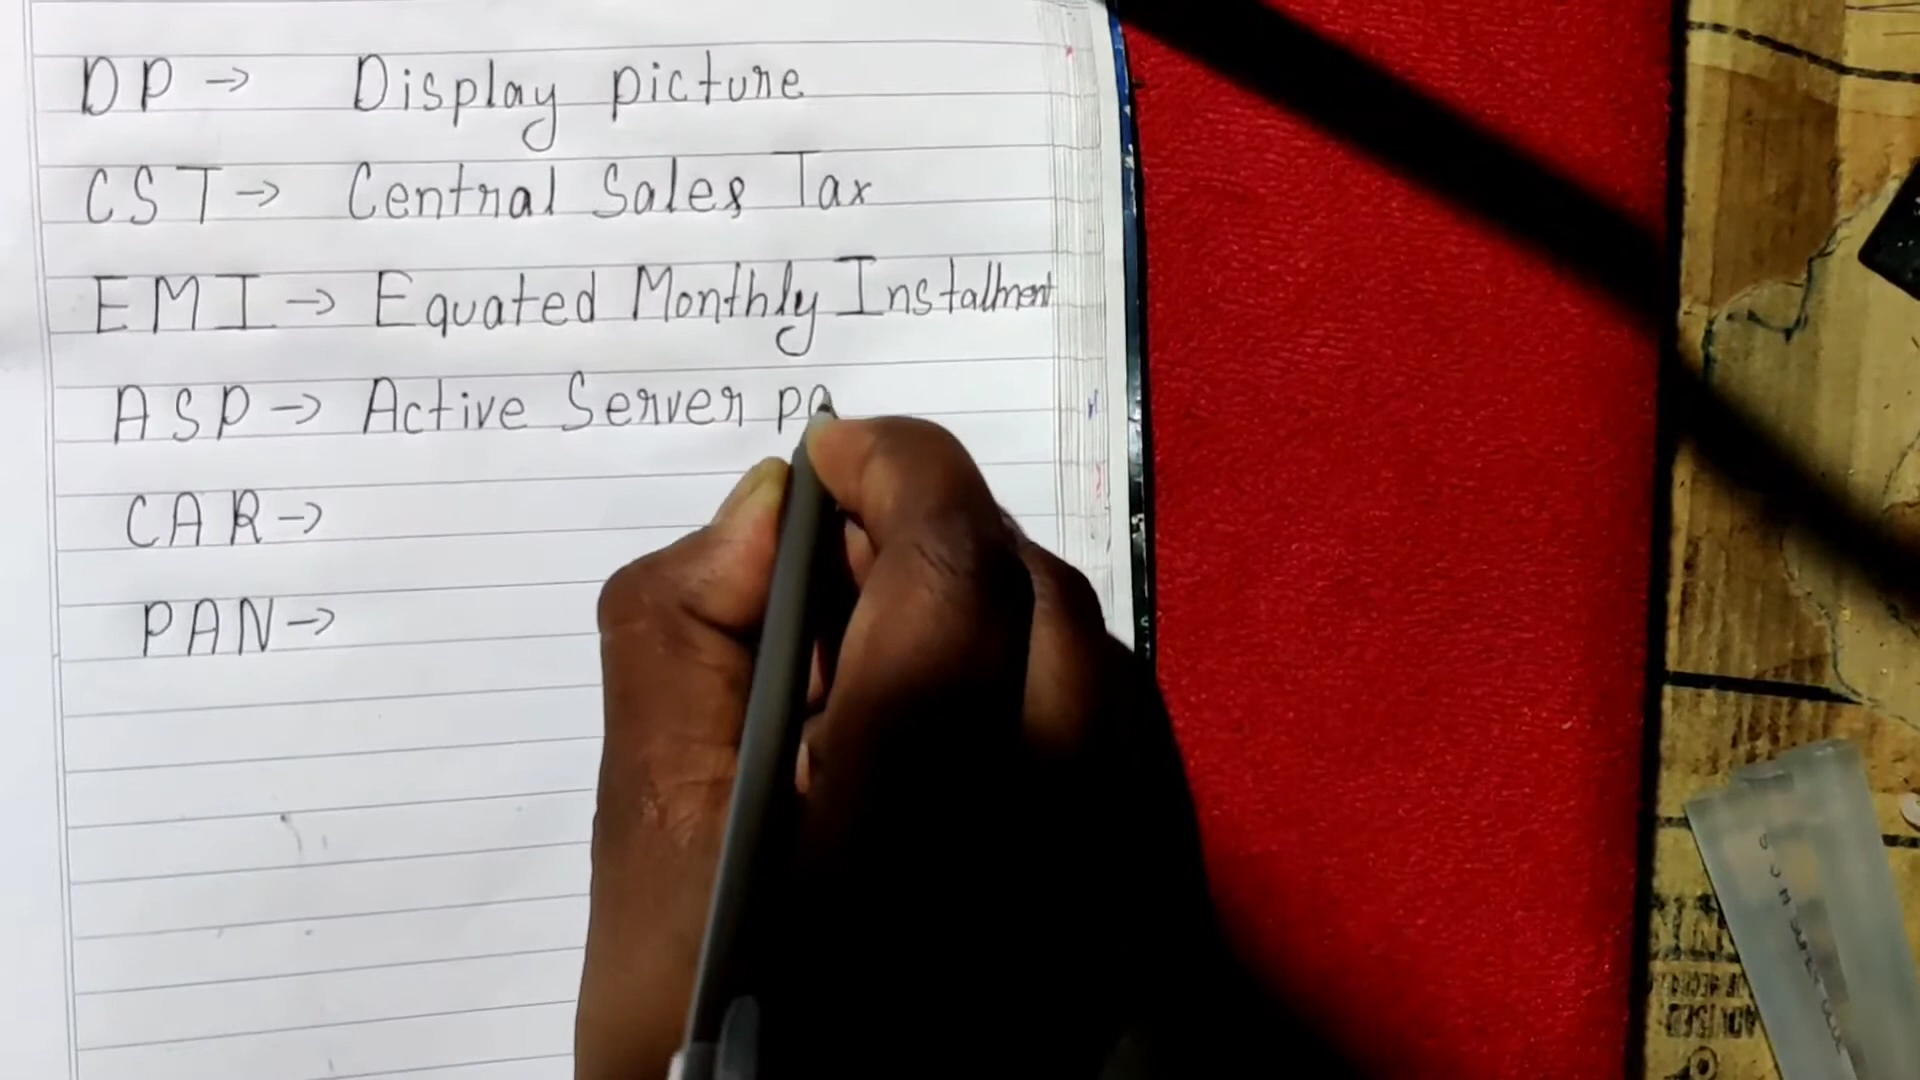 DP → Display picture
CST → Central Sales Tax
EMI → Equated Monthly Installment
ASP → Active Server pa
CAR →
PAN →